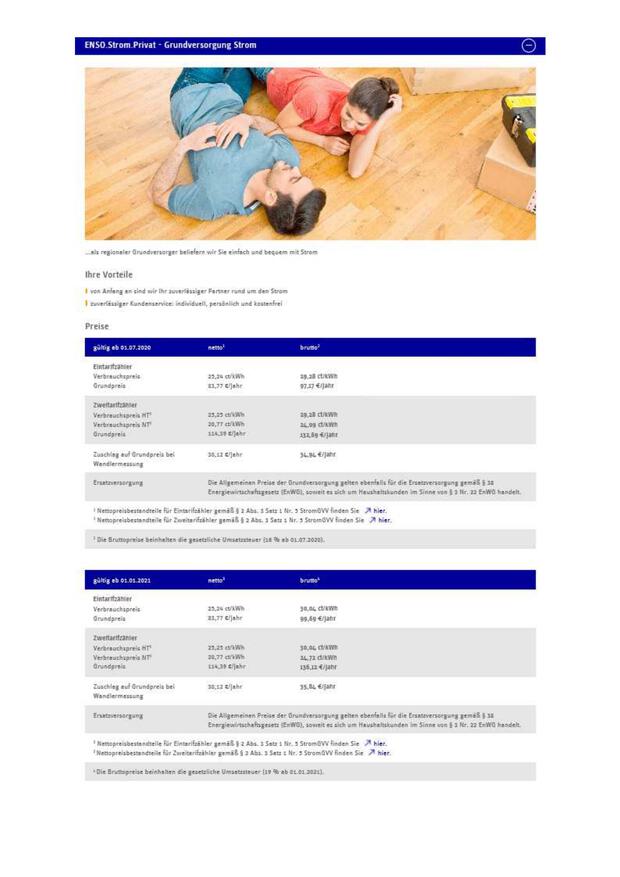 ENSO.Strom.Privat - Grundversorgung Strom
...als regionaler Grundversorger beliefern wir Sie einfach und bequem mit Strom
Ihre Vorteile
von Anfang an sind wir Ihr zuverlässiger Partner rund um den Strom
zuverlässiger Kundenservice: individuell, persönlich und kostenfrei
Preise
gültig ab 01.07.2020 netto¹ brutto²
Eintarifzähler
Verbrauchspreis 25,24 ct/kWh 29,28 ct/kWh
Grundpreis 83,77 €/Jahr 97,17 €/Jahr
Zweitarifzähler
Verbrauchspreis HT 25,25 ct/kWh 29,28 ct/kWh
Verbrauchspreis NT 20,77 ct/kWh 24,09 ct/kWh
Grundpreis 114,39 €/Jahr 132,69 €/Jahr
Zuschlag auf Grundpreis bei 30,12 €/Jahr 34,94 €/Jahr
Wandlermessung
Ersatzversorgung Die Allgemeinen Preise der Grundversorgung gelten ebenfalls für die Ersatzversorgung gemäß § 38
Energiewirtschaftsgesetz (EnWG), soweit es sich um Haushaltskunden im Sinne von § 3 Nr. 22 EnWG handelt.
Nettopreisbestandteile für Eintarifzähler gemäß § 2 Abs. 3 Satz 1 Nr. 5 StromGVV finden Sie hier.
Nettopreisbestandteile für Zweitarifzähler gemäß § 2 Abs. 3 Satz 1 Nr. 5 StromGVV finden Sie hier.
Die Bruttopreise beinhalten die gesetzliche Umsatzsteuer (16 % ab 01.07.2020).
gültig ab 01.01.2021 netto brutto
Eintarifzähler
Verbrauchspreis 25,24 ct/kWh 30,04 ct/kWh
Grundpreis 83,77 €/Jahr 99,69 €/Jahr
Zweitarifzähler
Verbrauchspreis HT 25,25 ct/kWh 30,04 ct/kWh
Verbrauchspreis NT 20,77 ct/kWh 24,72 ct/kWh
Grundpreis 114,39 €/Jahr 136,12 €/Jahr
Zuschlag auf Grundpreis bei 30,12 €/Jahr 35,84 €/Jahr
Wandlermessung
Ersatzversorgung Die Allgemeinen Preise der Grundversorgung gelten ebenfalls für die Ersatzversorgung gemäß § 38
Energiewirtschaftsgesetz (EnWG), soweit es sich um Haushaltskunden im Sinne von § 3 Nr. 22 EnWG handelt.
Nettopreisbestandteile für Eintarifzähler gemäß § 2 Abs. 3 Satz 1 Nr. 5 StromGVV finden Sie hier.
Nettopreisbestandteile für Zweitarifzähler gemäß § 2 Abs. 3 Satz 1 Nr. 5 StromGVV finden Sie hier.
Die Bruttopreise beinhalten die gesetzliche Umsatzsteuer (19 % ab 01.01.2021).